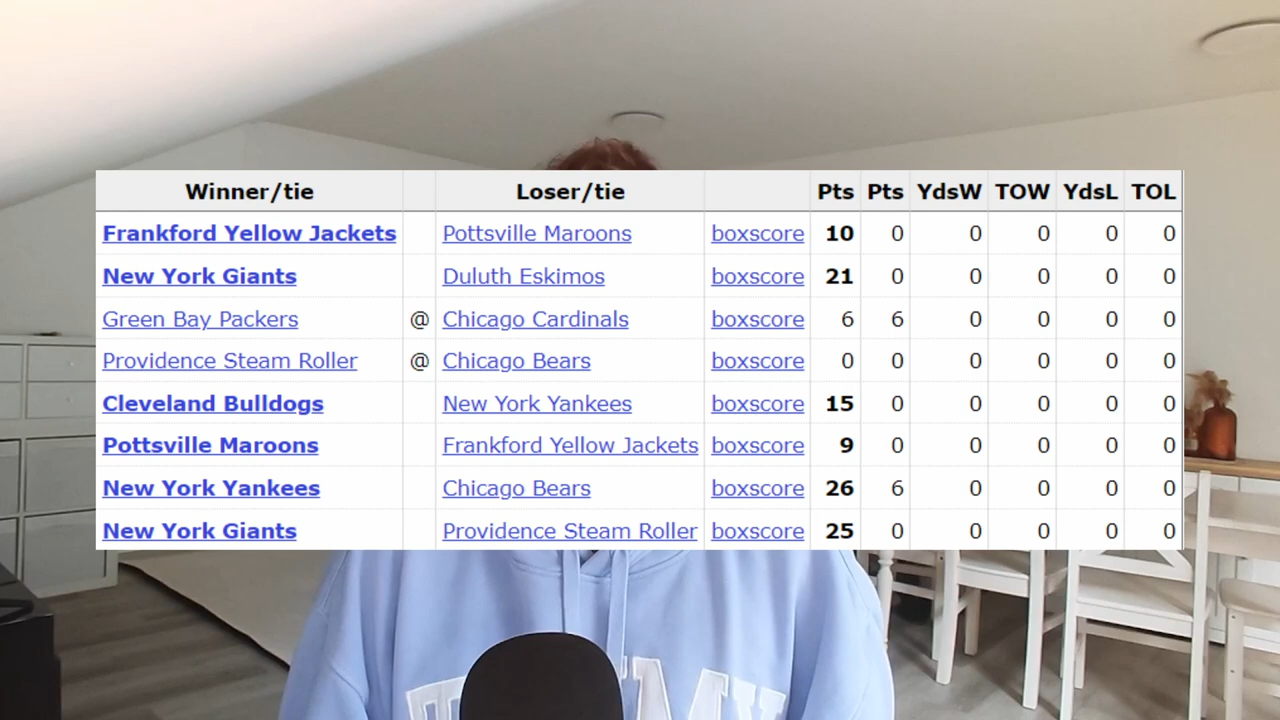 Winner/tie Loser/tie Pts Pts YdsW TOW YdsL TOL
Frankford Yellow Jackets Pottsville Maroons boxscore 10 0 0 0 0 0
New York Giants Duluth Eskimos boxscore 21 0 0 0 0 0
Green Bay Packers @ Chicago Cardinals boxscore 6 6 0 0 0 0
Providence Steam Roller @ Chicago Bears boxscore 0 0 0 0 0 0
Cleveland Bulldogs New York Yankees boxscore 15 0 0 0 0 0
Pottsville Maroons Frankford Yellow Jackets boxscore 9 0 0 0 0 0
New York Yankees Chicago Bears boxscore 26 6 0 0 0 0
New York Giants Providence Steam Roller boxscore 25 0 0 0 0 0